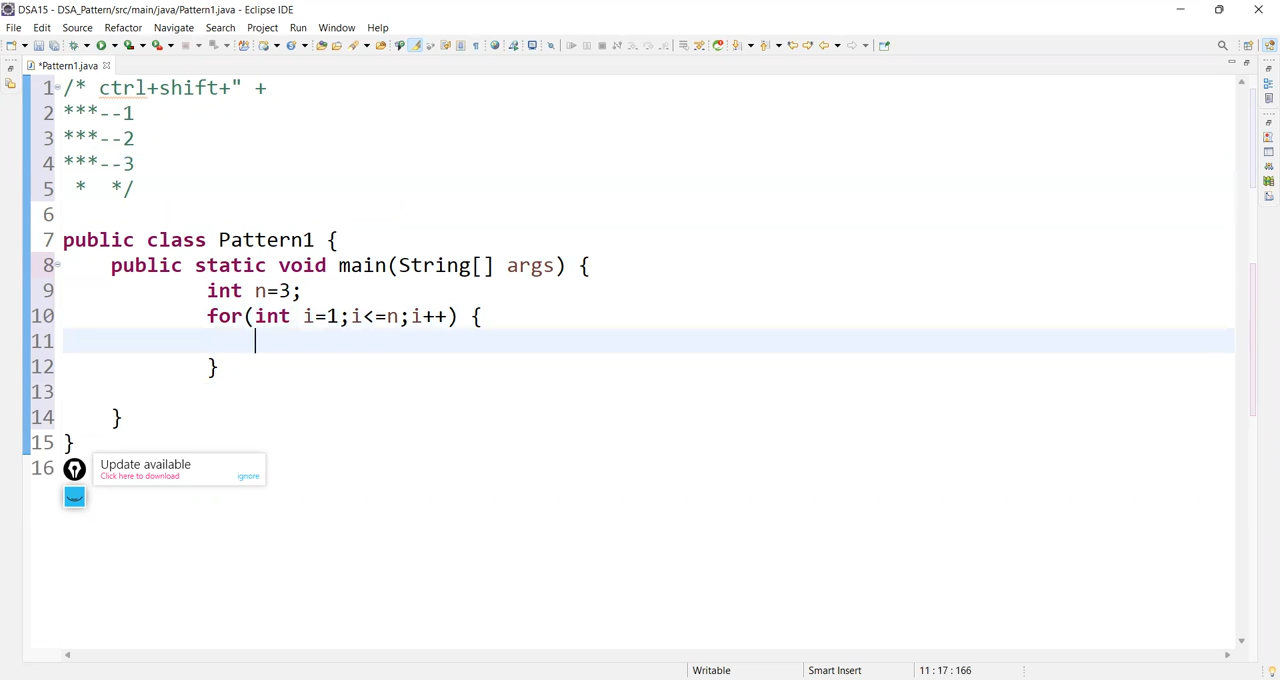 DSA15 - DSA_Pattern/src/main/java/Pattern1.java - Eclipse IDE
File Edit Source Refactor Navigate Search Project Run Window Help
*Pattern1.java
1 /* ctrl+shift+" +
2 ***--1
3 ***--2
4 ***--3
5 * */
6
7 public class Pattern1 {
8 public static void main(String[] args) {
9 int n=3;
10 for(int i=1;i<=n;i++) {
11
12 }
13
14 }
15 }
16
Update available
Click here to download ignore
Writable Smart Insert 11 : 17 : 166